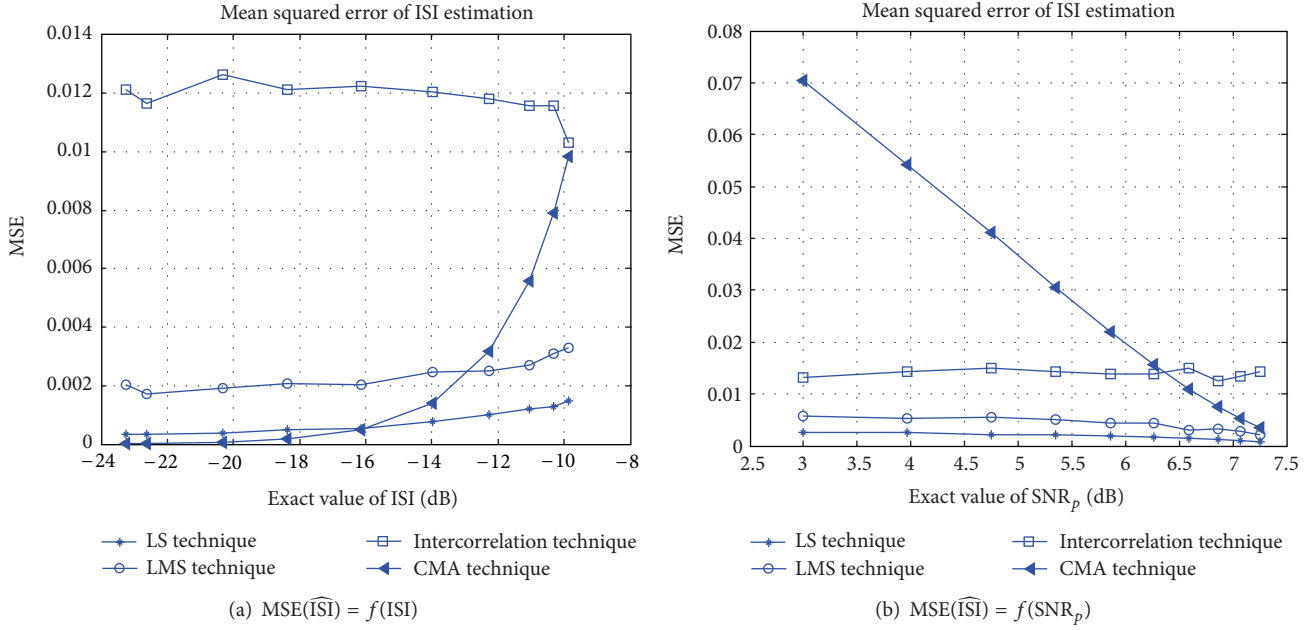 Mean squared error of ISI estimation
0.014
0.012
0.01
0.008
0.006
0.004
0.002
0
MSE
−24 −22 −20 −18 −16 −14 −12 −10 −8
Exact value of ISI (dB)
LS technique
LMS technique
Intercorrelation technique
CMA technique
(a) MSE(ISI^) = f(ISI)
Mean squared error of ISI estimation
0.08
0.07
0.06
0.05
0.04
0.03
0.02
0.01
0
MSE
2.5 3 3.5 4 4.5 5 5.5 6 6.5 7 7.5
Exact value of SNRp (dB)
LS technique
LMS technique
Intercorrelation technique
CMA technique
(b) MSE(ISI^) = f(SNRp)